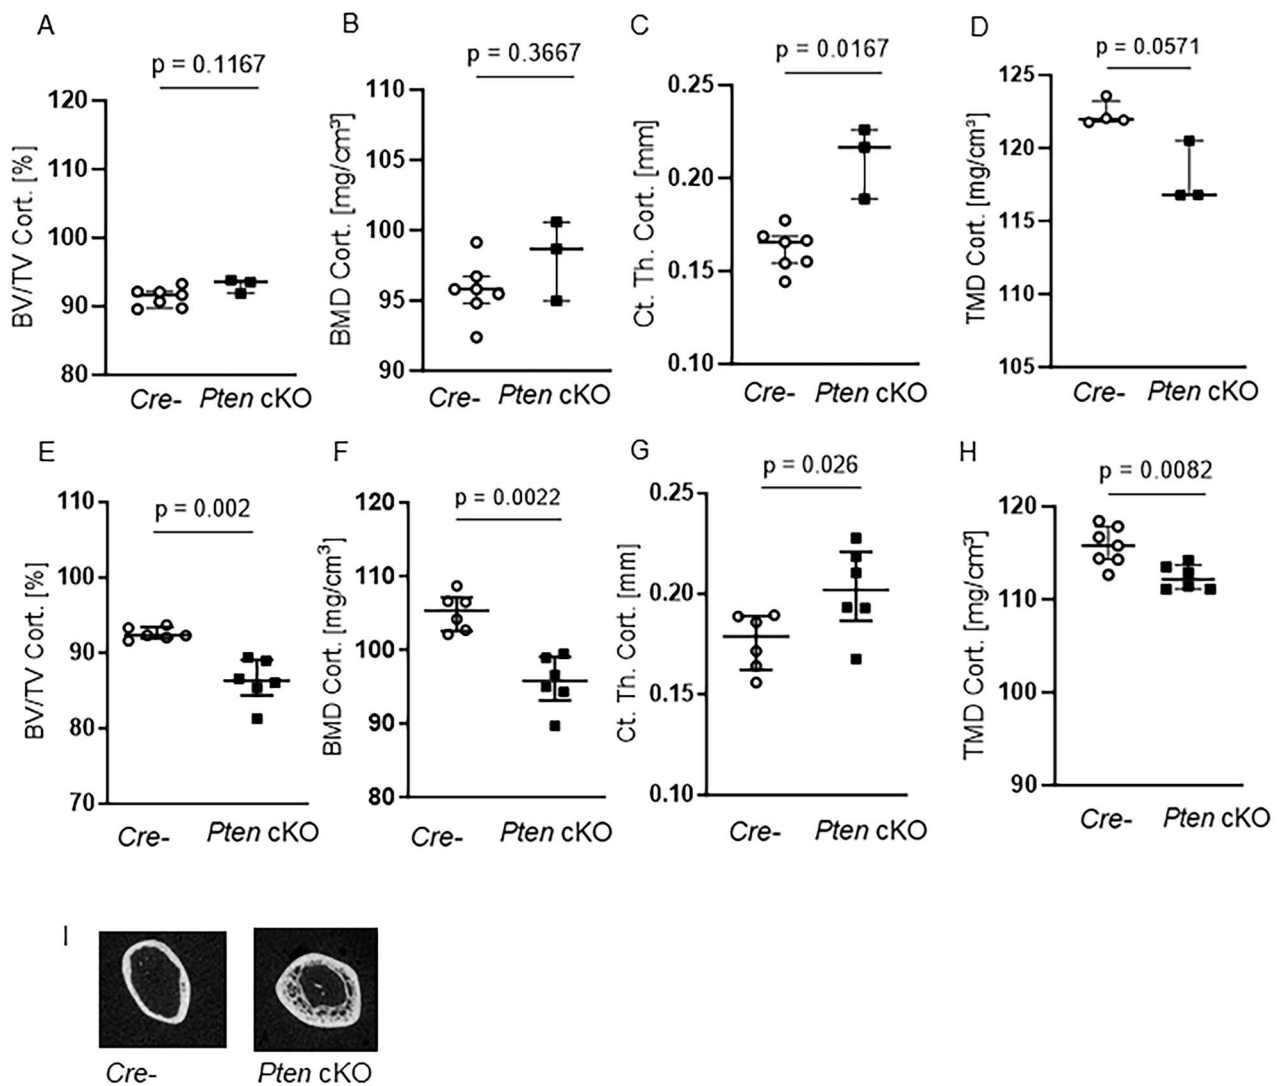 A
p = 0.1167
BV/TV Cort. [%]
120
110
100
90
80
Cre-
Pten cKO
B
p = 0.3667
BMD Cort. [mg/cm³]
110
105
100
95
90
Cre-
Pten cKO
C
p = 0.0167
Ct. Th. Cort. [mm]
0.25
0.20
0.15
0.10
Cre-
Pten cKO
D
p = 0.0571
TMD Cort. [mg/cm³]
125
120
115
110
105
Cre-
Pten cKO
E
p = 0.002
BV/TV Cort. [%]
110
100
90
80
70
Cre-
Pten cKO
F
p = 0.0022
BMD Cort. [mg/cm³]
120
110
100
90
80
Cre-
Pten cKO
G
p = 0.026
Ct. Th. Cort. [mm]
0.25
0.20
0.15
0.10
Cre-
Pten cKO
H
p = 0.0082
TMD Cort. [mg/cm³]
120
110
100
90
Cre-
Pten cKO
I
Cre-
Pten cKO